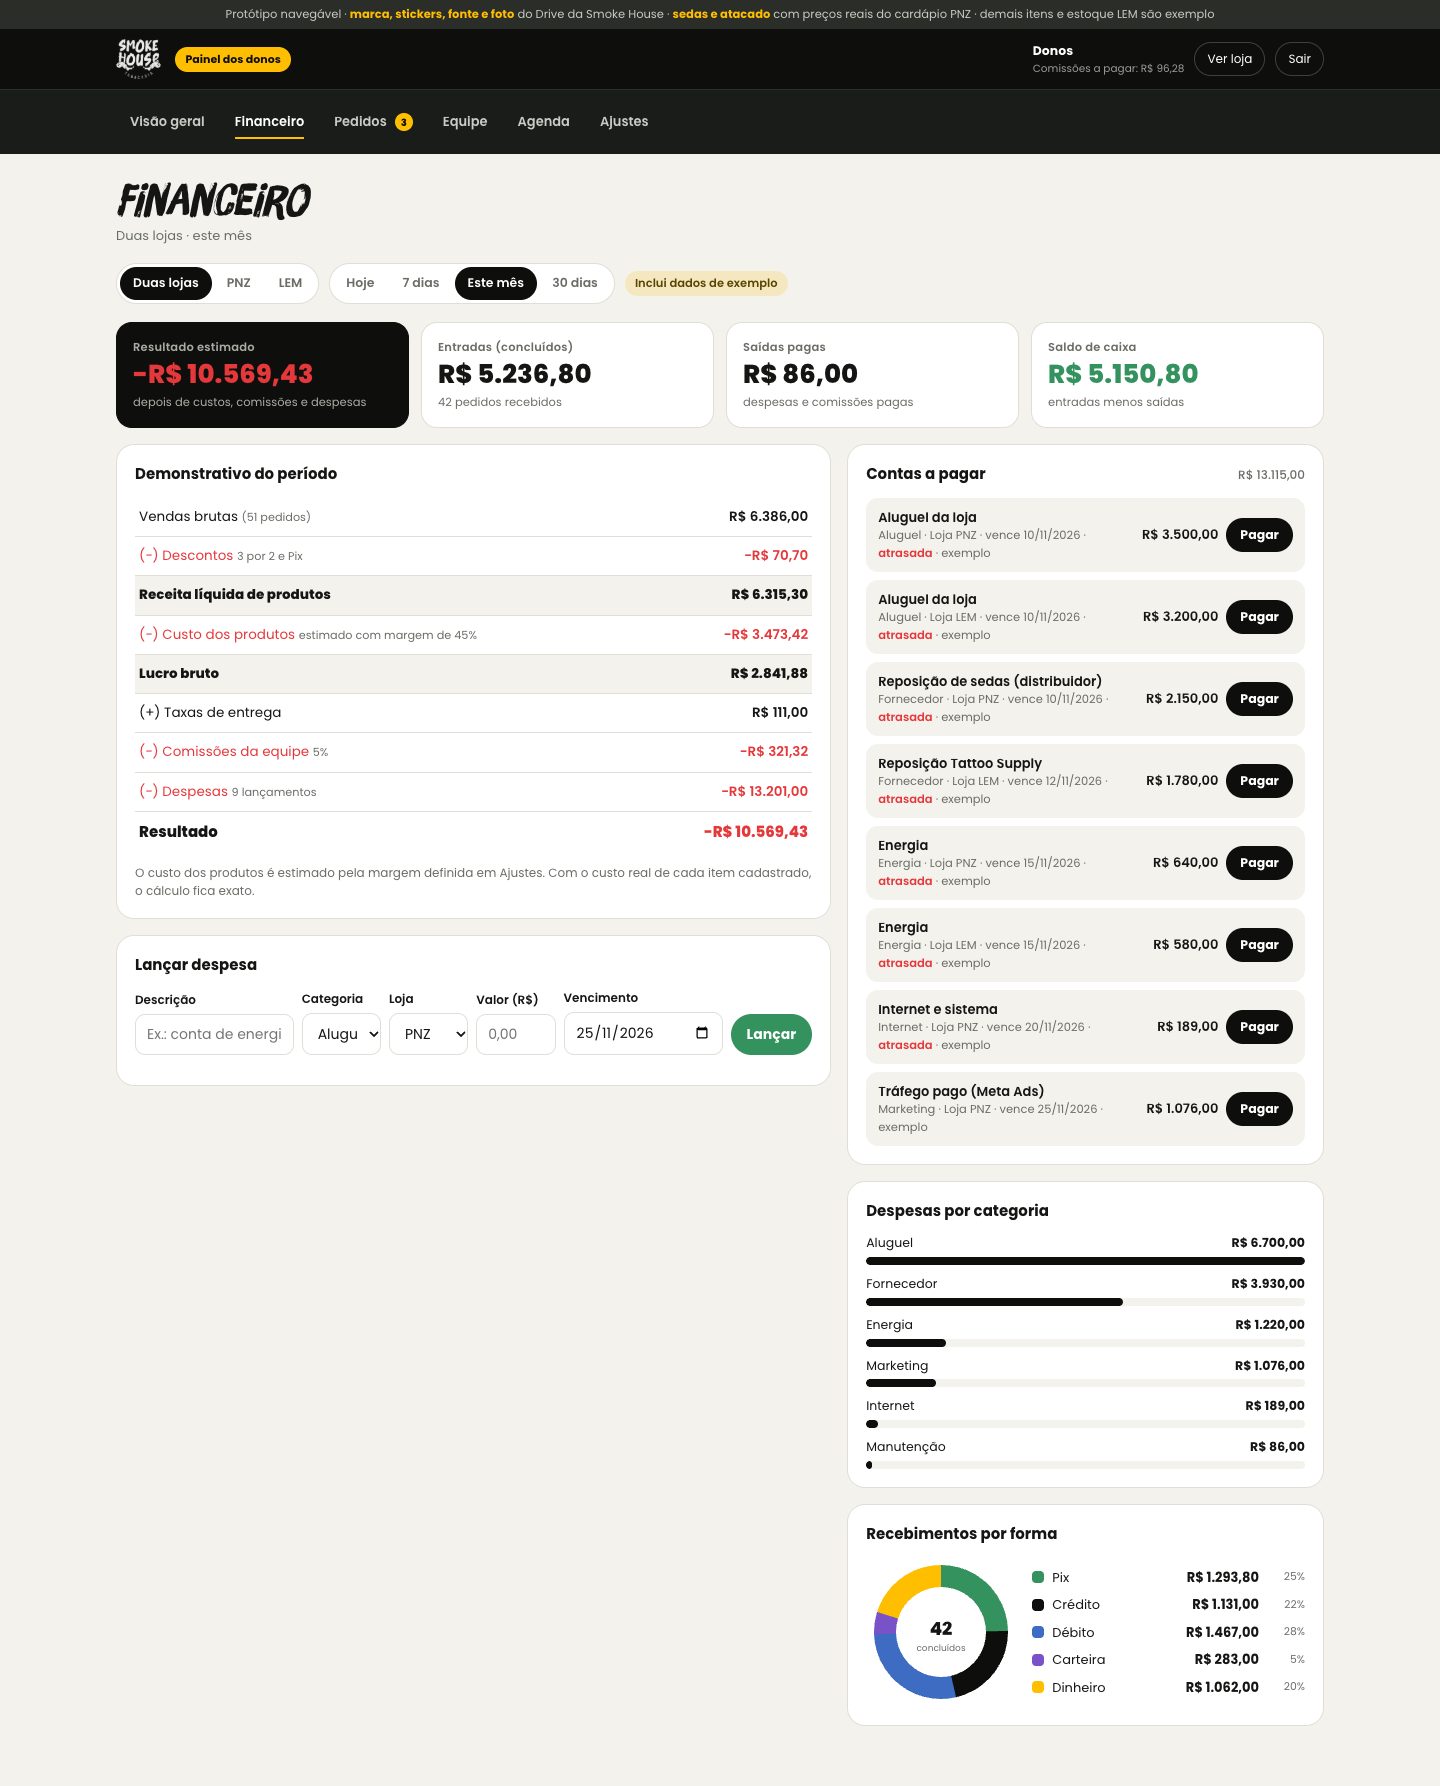 Protótipo navegável · marca, stickers, fonte e foto do Drive da Smoke House · sedas e atacado com preços reais do cardápio PNZ · demais itens e estoque LEM são exemplo
SMOKE
HOUSE
Painel dos donos
Donos
Comissões a pagar: R$ 96,28
Ver loja
Sair
Visão geral
Financeiro
Pedidos 3
Equipe
Agenda
Ajustes
FINANCEIRO
Duas lojas · este mês
Duas lojas
PNZ
LEM
Hoje
7 dias
Este mês
30 dias
Inclui dados de exemplo
Resultado estimado
−R$ 10.569,43
depois de custos, comissões e despesas
Entradas (concluídos)
R$ 5.236,80
42 pedidos recebidos
Saídas pagas
R$ 86,00
despesas e comissões pagas
Saldo de caixa
R$ 5.150,80
entradas menos saídas
Demonstrativo do período
Vendas brutas (51 pedidos) R$ 6.386,00
(−) Descontos 3 por 2 e Pix −R$ 70,70
Receita líquida de produtos R$ 6.315,30
(−) Custo dos produtos estimado com margem de 45% −R$ 3.473,42
Lucro bruto R$ 2.841,88
(+) Taxas de entrega R$ 111,00
(−) Comissões da equipe 5% −R$ 321,32
(−) Despesas 9 lançamentos −R$ 13.201,00
Resultado −R$ 10.569,43
O custo dos produtos é estimado pela margem definida em Ajustes. Com o custo real de cada item cadastrado,
o cálculo fica exato.
Lançar despesa
Descrição
Categoria
Loja
Valor (R$)
Vencimento
Ex.: conta de energi
Alugu
PNZ
0,00
25/11/2026
Lançar
Contas a pagar R$ 13.115,00
Aluguel da loja
Aluguel · Loja PNZ · vence 10/11/2026 ·
atrasada · exemplo
R$ 3.500,00 Pagar
Aluguel da loja
Aluguel · Loja LEM · vence 10/11/2026 ·
atrasada · exemplo
R$ 3.200,00 Pagar
Reposição de sedas (distribuidor)
Fornecedor · Loja PNZ · vence 10/11/2026 ·
atrasada · exemplo
R$ 2.150,00 Pagar
Reposição Tattoo Supply
Fornecedor · Loja LEM · vence 12/11/2026 ·
atrasada · exemplo
R$ 1.780,00 Pagar
Energia
Energia · Loja PNZ · vence 15/11/2026 ·
atrasada · exemplo
R$ 640,00 Pagar
Energia
Energia · Loja LEM · vence 15/11/2026 ·
atrasada · exemplo
R$ 580,00 Pagar
Internet e sistema
Internet · Loja PNZ · vence 20/11/2026 ·
atrasada · exemplo
R$ 189,00 Pagar
Tráfego pago (Meta Ads)
Marketing · Loja PNZ · vence 25/11/2026 ·
exemplo
R$ 1.076,00 Pagar
Despesas por categoria
Aluguel R$ 6.700,00
Fornecedor R$ 3.930,00
Energia R$ 1.220,00
Marketing R$ 1.076,00
Internet R$ 189,00
Manutenção R$ 86,00
Recebimentos por forma
42
concluídos
Pix R$ 1.293,80 25%
Crédito R$ 1.131,00 22%
Débito R$ 1.467,00 28%
Carteira R$ 283,00 5%
Dinheiro R$ 1.062,00 20%